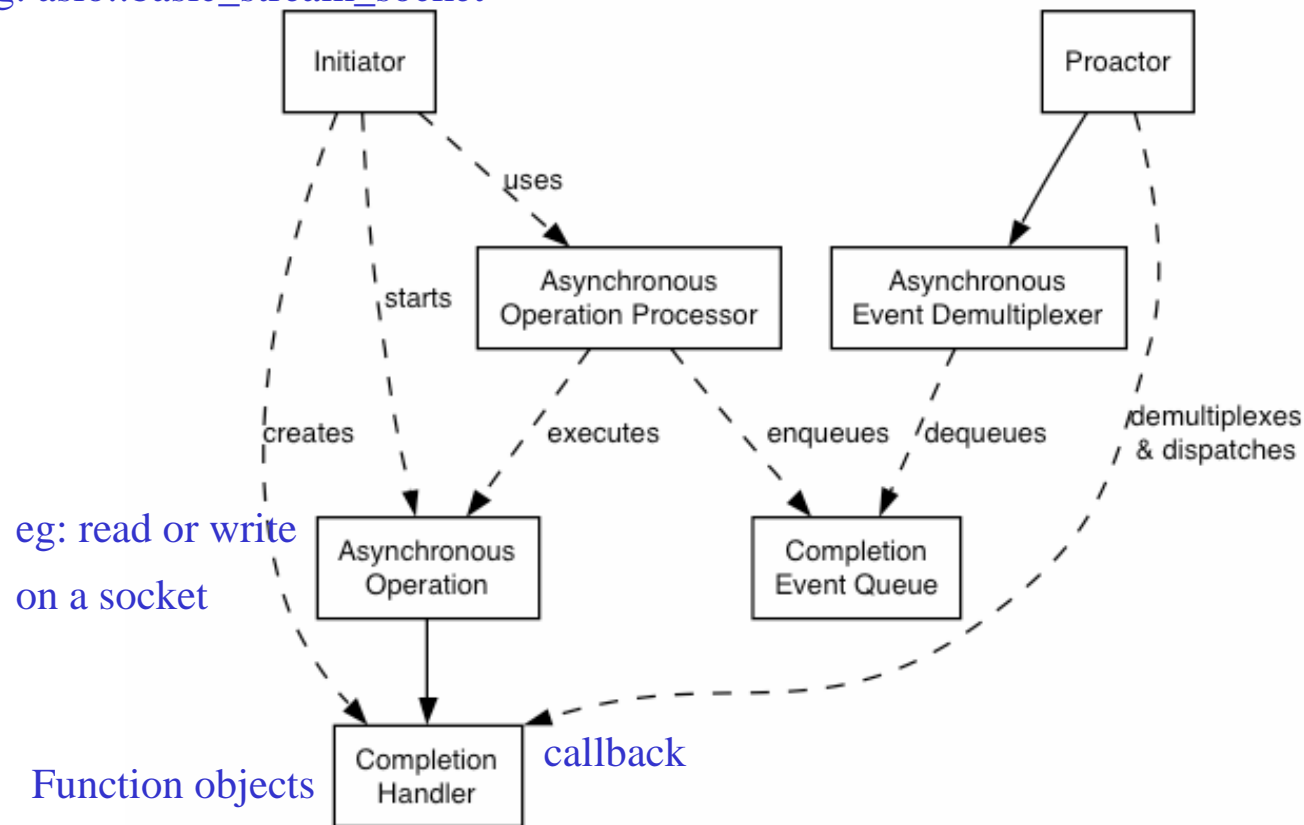 Initiator
Proactor
uses
Asynchronous
Operation Processor
Asynchronous
Event Demultiplexer
starts
creates
executes
enqueues
dequeues
demultiplexes
& dispatches
eg: read or write
on a socket
Asynchronous
Operation
Completion
Event Queue
Function objects
Completion
Handler
callback